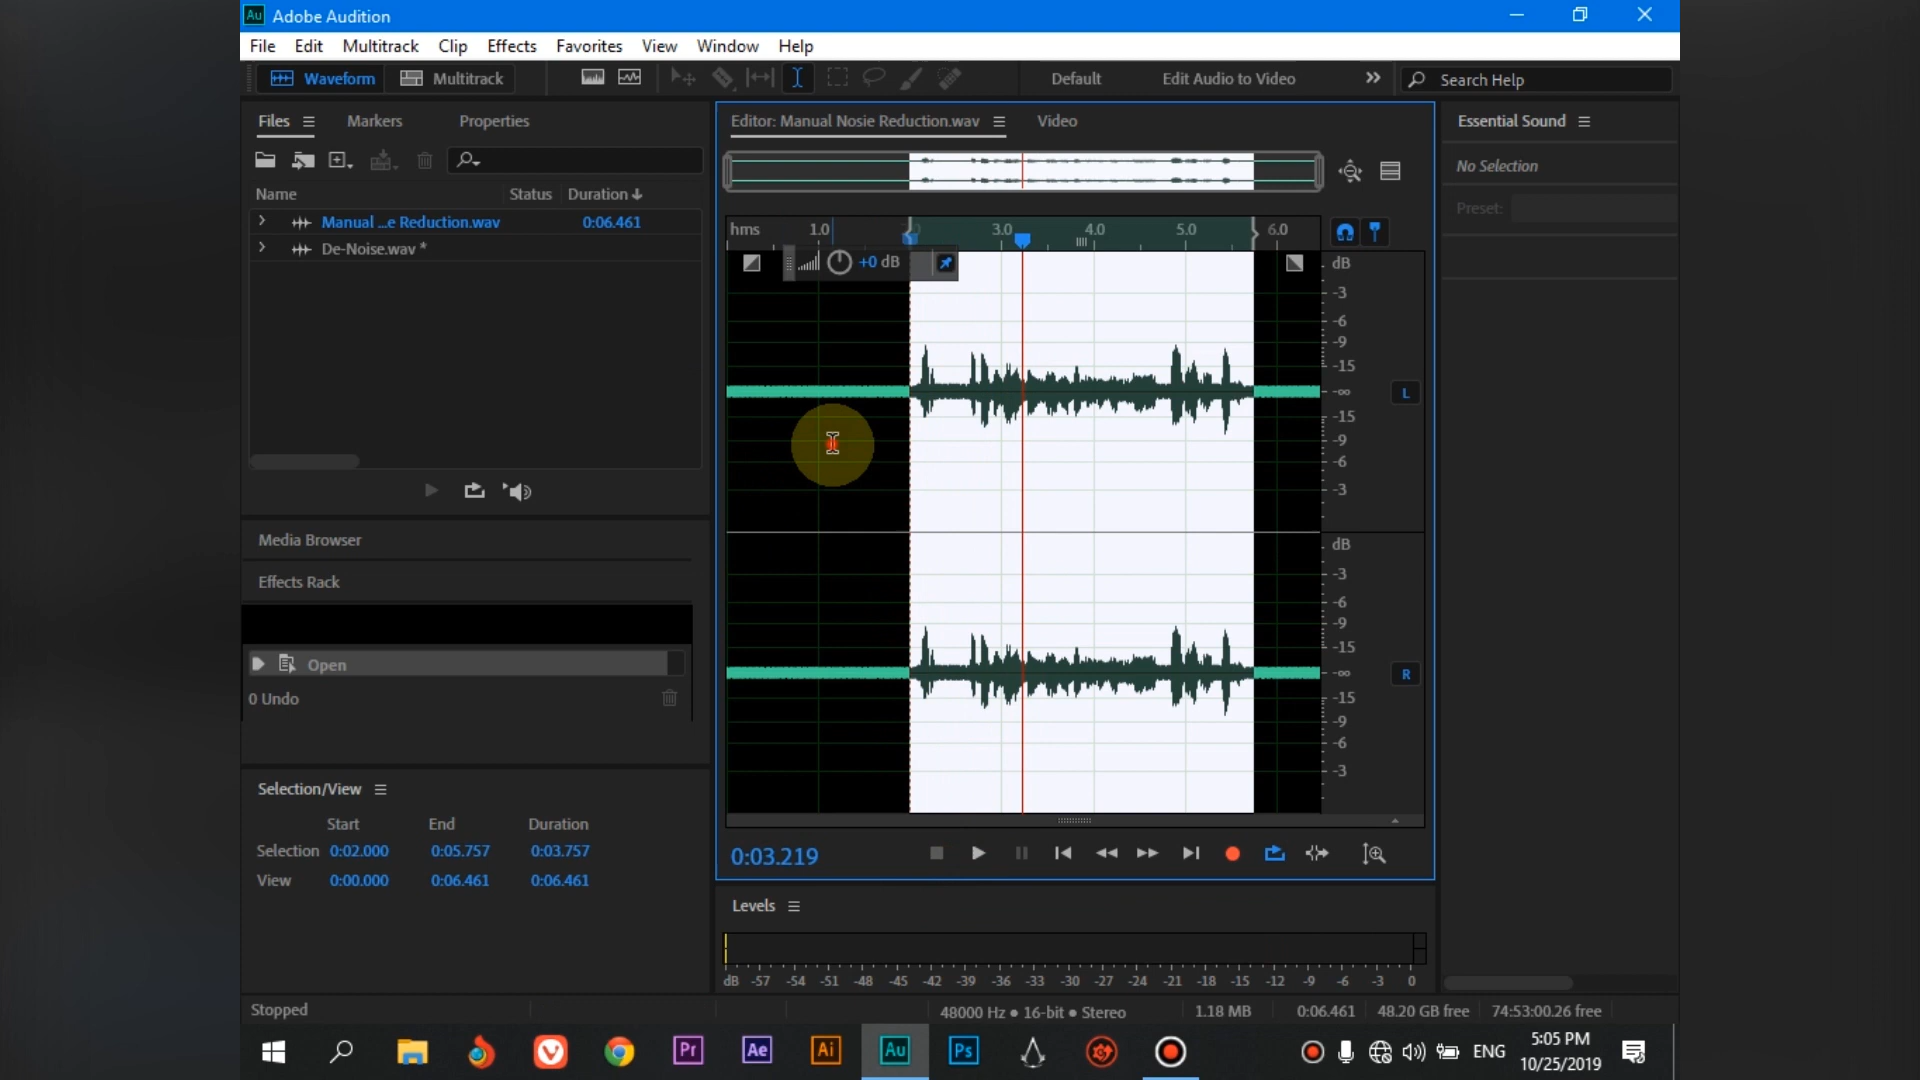 Au Adobe Audition
File Edit Multitrack Clip Effects Favorites View Window Help
Waveform Multitrack Default Edit Audio to Video >> Search Help
Files Markers Properties
Name Status Duration
Manual ...e Reduction.wav 0:06.461
De-Noise.wav *
Media Browser
Effects Rack
Open
0 Undo
Selection/View
Start End Duration
Selection 0:02.000 0:05.757 0:03.757
View 0:00.000 0:06.461 0:06.461
Editor: Manual Nosie Reduction.wav Video
hms 1.0 3.0 4.0 5.0 6.0
+0 dB
dB
-3
-6
-9
-15
-∞
-15
-9
-6
-3
L
dB
-3
-6
-9
-15
-∞
-15
-9
-6
-3
R
0:03.219
Levels
dB -57 -54 -51 -48 -45 -42 -39 -36 -33 -30 -27 -24 -21 -18 -15 -12 -9 -6 -3 0
Essential Sound
No Selection
Preset:
Stopped 48000 Hz ● 16-bit ● Stereo 1.18 MB 0:06.461 48.20 GB free 74:53:00.26 free
Pr Ae Ai Au Ps ENG 5:05 PM
10/25/2019